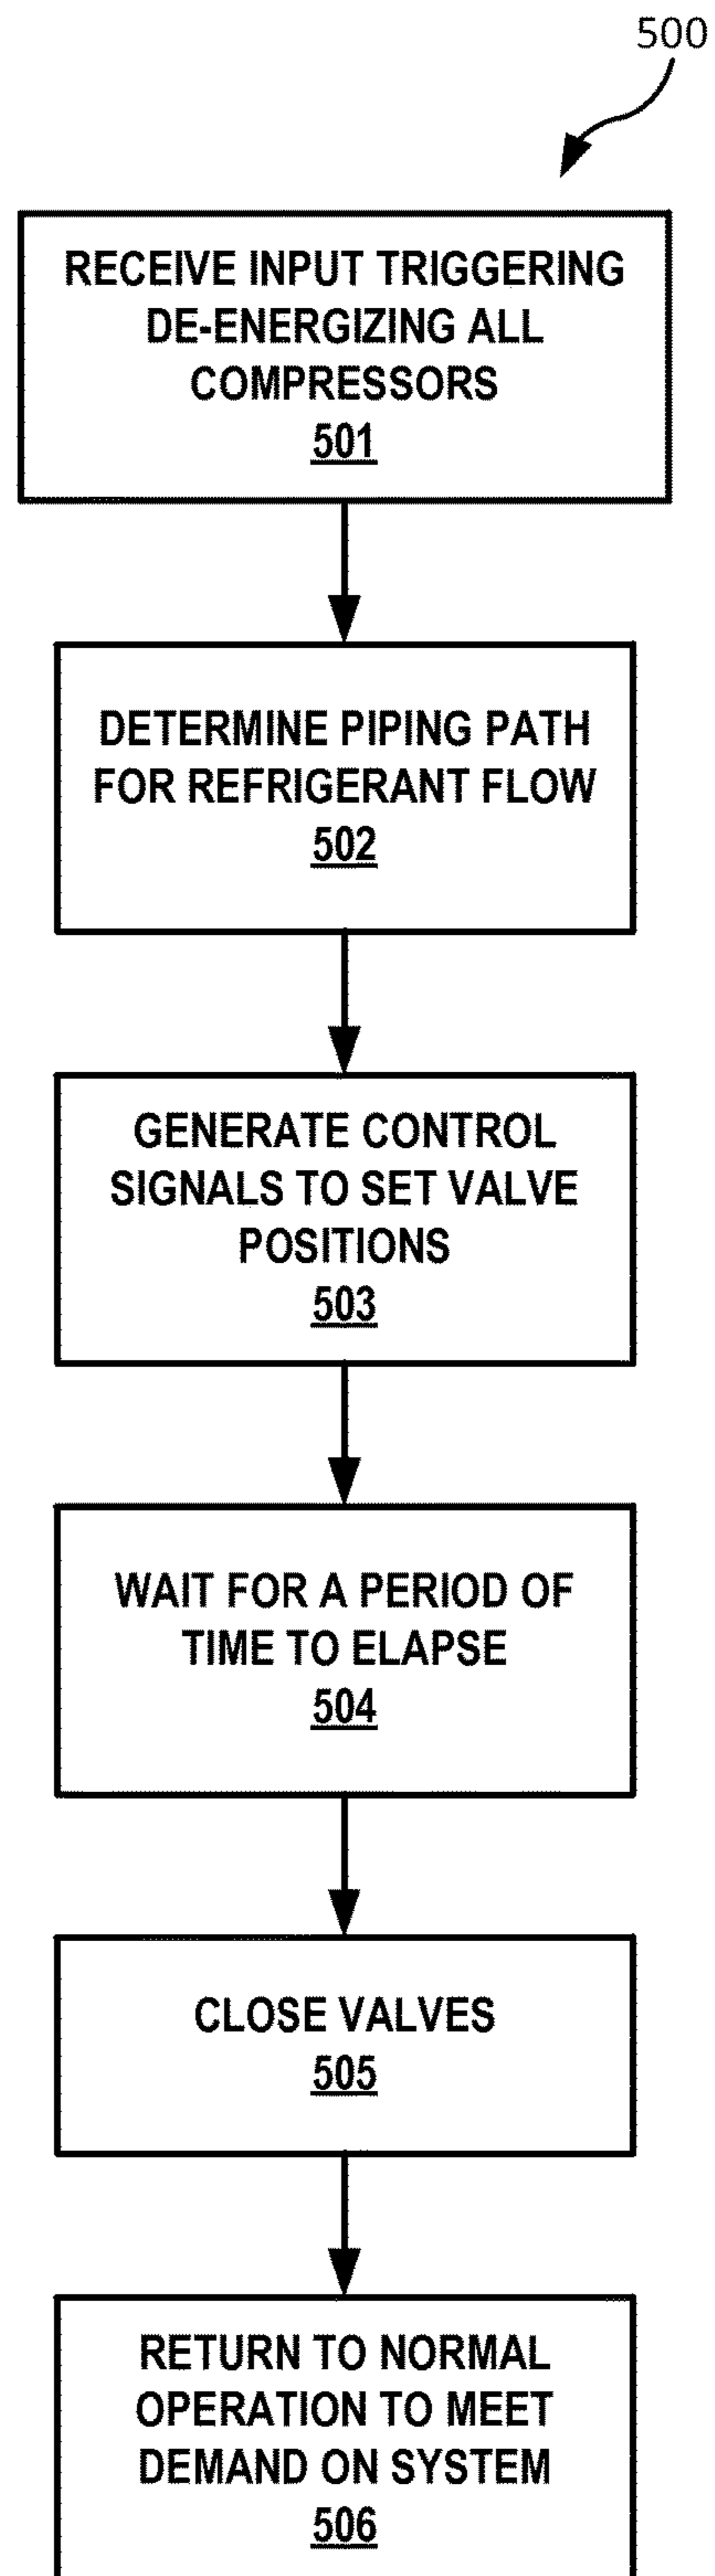 500
RECEIVE INPUT TRIGGERING
DE-ENERGIZING ALL
COMPRESSORS
501
DETERMINE PIPING PATH
FOR REFRIGERANT FLOW
502
GENERATE CONTROL
SIGNALS TO SET VALVE
POSITIONS
503
WAIT FOR A PERIOD OF
TIME TO ELAPSE
504
CLOSE VALVES
505
RETURN TO NORMAL
OPERATION TO MEET
DEMAND ON SYSTEM
506